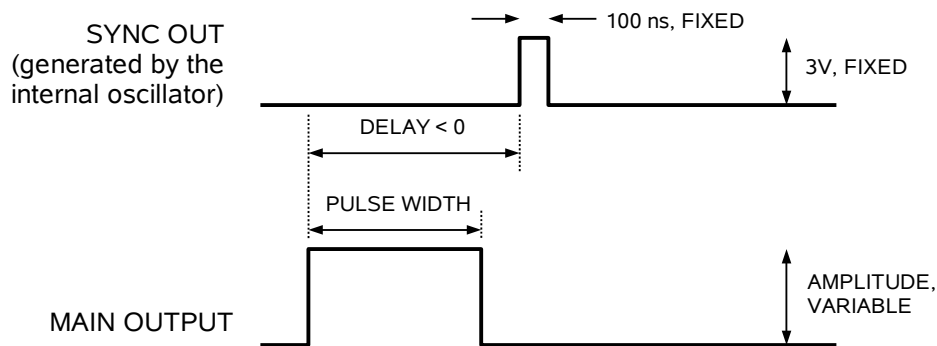 100 ns, FIXED
SYNC OUT
(generated by the
internal oscillator)
3V, FIXED
DELAY < 0
PULSE WIDTH
AMPLITUDE,
VARIABLE
MAIN OUTPUT